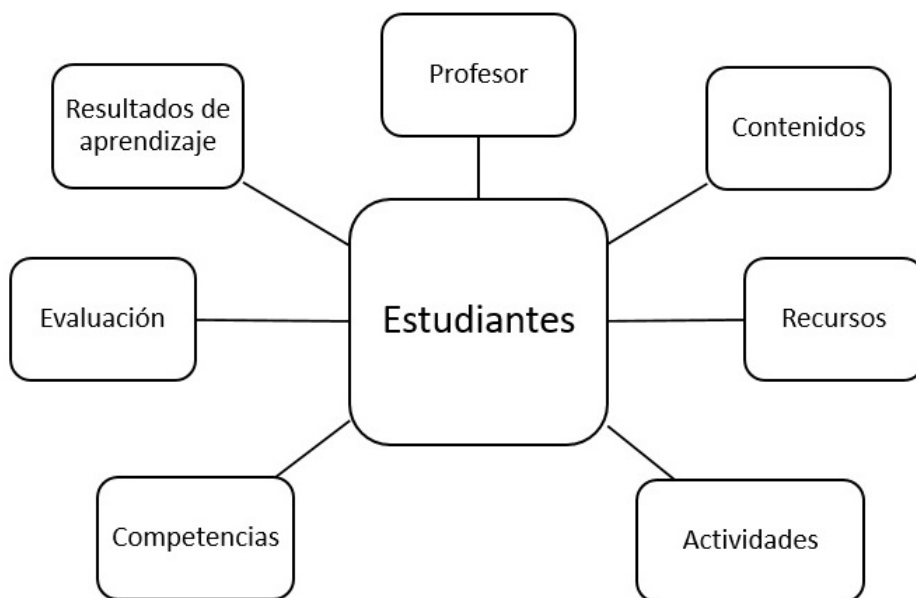 Profesor
Resultados de
aprendizaje
Contenidos
Evaluación
Estudiantes
Recursos
Competencias
Actividades